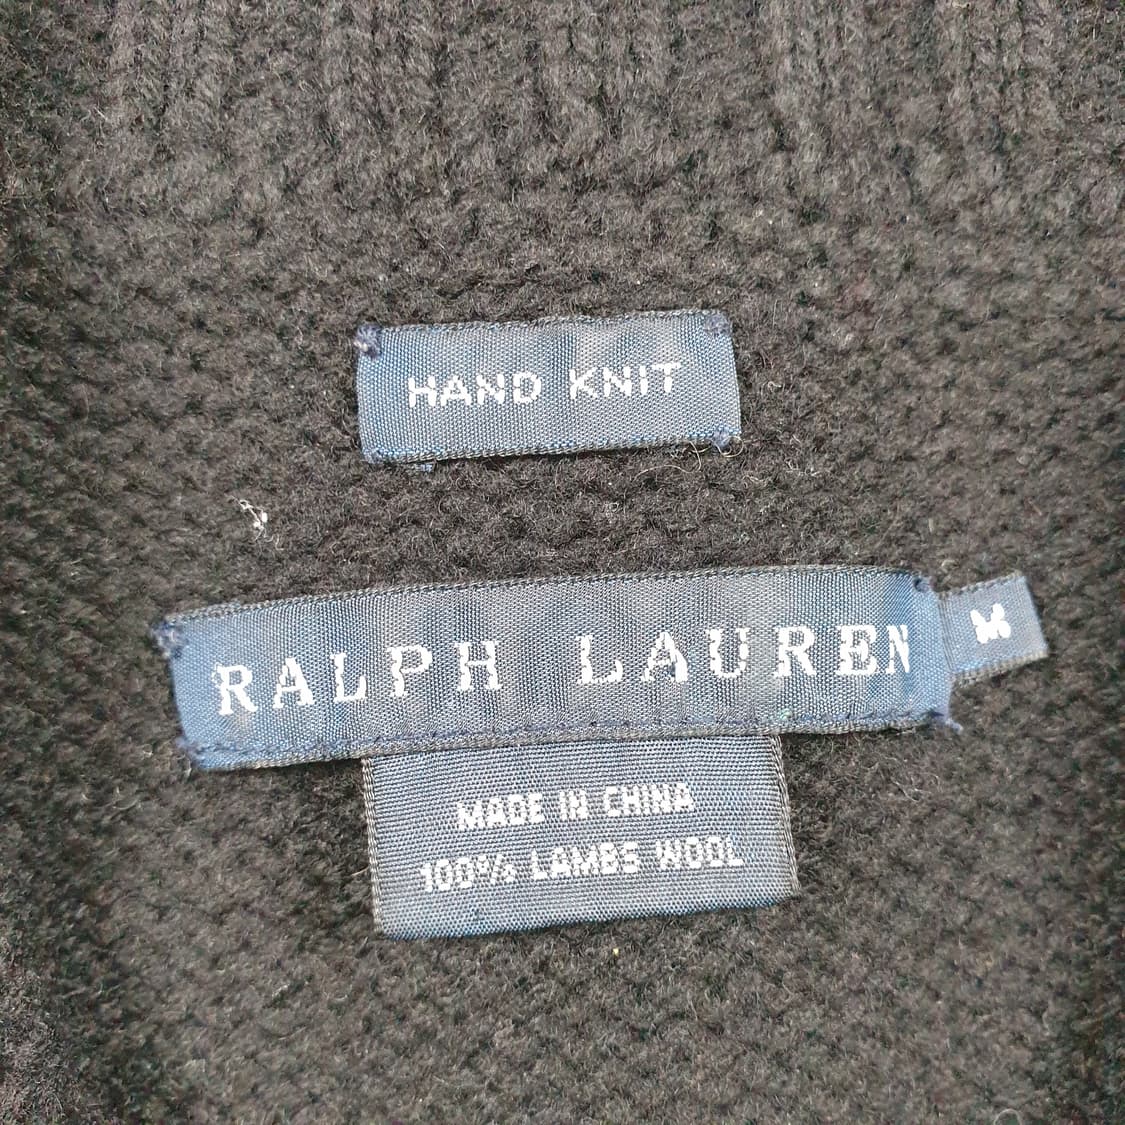 HAND KNIT
RALPH LAUREN
M
MADE IN CHINA
100% LAMBS WOOL